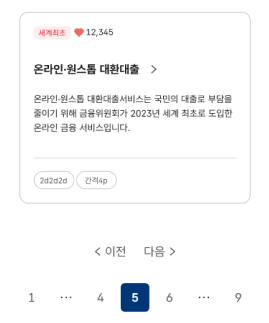 세계최초 12,345
온라인·원스톱 대환대출 >
온라인·원스톱 대환대출서비스는 국민의 대출로 부담을
줄이기 위해 금융위원회가 2023년 세계 최초로 도입한
온라인 금융 서비스입니다.
2d2d2d 간격4p
< 이전 다음 >
1 ··· 4 5 6 ··· 9